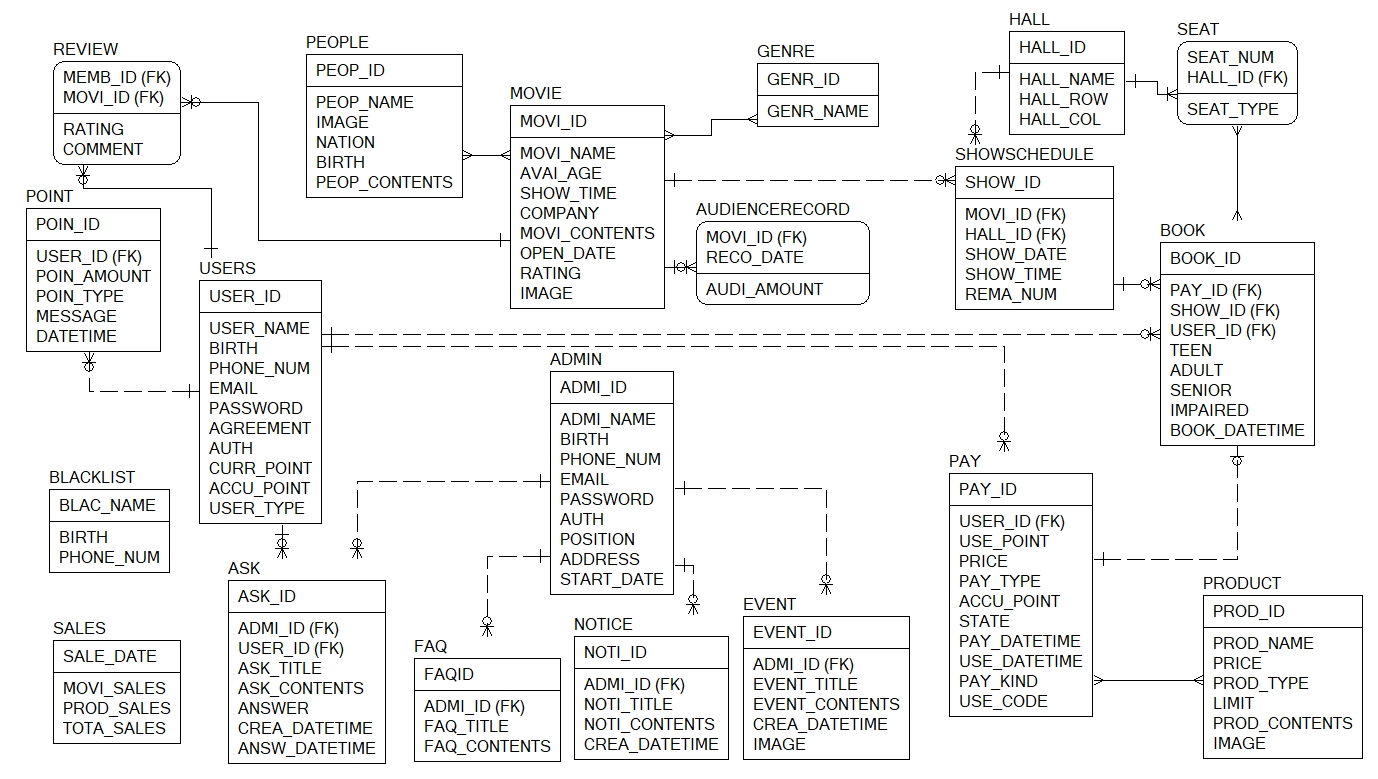 REVIEW
MEMB_ID (FK)
MOVI_ID (FK)
RATING
COMMENT
PEOPLE
PEOP_ID
PEOP_NAME
IMAGE
NATION
BIRTH
PEOP_CONTENTS
MOVIE
MOVI_ID
MOVI_NAME
AVAI_AGE
SHOW_TIME
COMPANY
MOVI_CONTENTS
OPEN_DATE
RATING
IMAGE
GENRE
GENR_ID
GENR_NAME
HALL
HALL_ID
HALL_NAME
HALL_ROW
HALL_COL
SEAT
SEAT_NUM
HALL_ID (FK)
SEAT_TYPE
SHOWSCHEDULE
SHOW_ID
MOVI_ID (FK)
HALL_ID (FK)
SHOW_DATE
SHOW_TIME
REMA_NUM
AUDIENCERECORD
MOVI_ID (FK)
RECO_DATE
AUDI_AMOUNT
POINT
POIN_ID
USER_ID (FK)
POIN_AMOUNT
POIN_TYPE
MESSAGE
DATETIME
USERS
USER_ID
USER_NAME
BIRTH
PHONE_NUM
EMAIL
PASSWORD
AGREEMENT
AUTH
CURR_POINT
ACCU_POINT
USER_TYPE
BOOK
BOOK_ID
PAY_ID (FK)
SHOW_ID (FK)
USER_ID (FK)
TEEN
ADULT
SENIOR
IMPAIRED
BOOK_DATETIME
ADMIN
ADMI_ID
ADMI_NAME
BIRTH
PHONE_NUM
EMAIL
PASSWORD
AUTH
POSITION
ADDRESS
START_DATE
BLACKLIST
BLAC_NAME
BIRTH
PHONE_NUM
PAY
PAY_ID
USER_ID (FK)
USE_POINT
PRICE
PAY_TYPE
ACCU_POINT
STATE
PAY_DATETIME
USE_DATETIME
PAY_KIND
USE_CODE
SALES
SALE_DATE
MOVI_SALES
PROD_SALES
TOTA_SALES
ASK
ASK_ID
ADMI_ID (FK)
USER_ID (FK)
ASK_TITLE
ASK_CONTENTS
ANSWER
CREA_DATETIME
ANSW_DATETIME
FAQ
FAQID
ADMI_ID (FK)
FAQ_TITLE
FAQ_CONTENTS
NOTICE
NOTI_ID
ADMI_ID (FK)
NOTI_TITLE
NOTI_CONTENTS
CREA_DATETIME
EVENT
EVENT_ID
ADMI_ID (FK)
EVENT_TITLE
EVENT_CONTENTS
CREA_DATETIME
IMAGE
PRODUCT
PROD_ID
PROD_NAME
PRICE
PROD_TYPE
LIMIT
PROD_CONTENTS
IMAGE